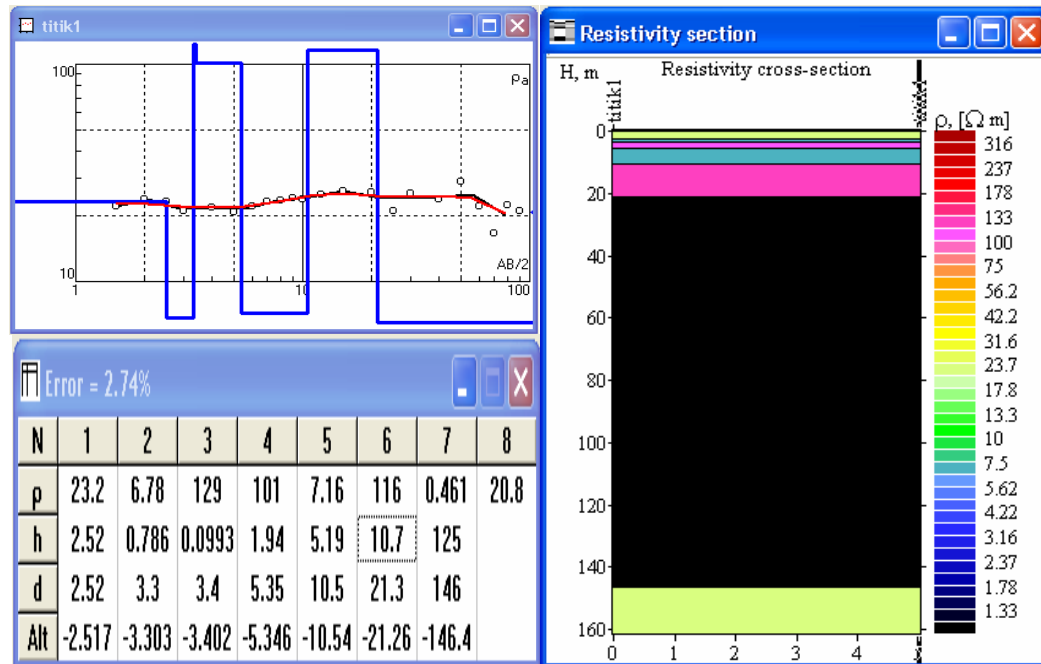 titik1
100
Pa
AB/2
10
1
10
100
Error = 2.74%
N 1 2 3 4 5 6 7 8
ρ 23.2 6.78 129 101 7.16 116 0.461 20.8
h 2.52 0.786 0.0993 1.94 5.19 10.7 125
d 2.52 3.3 3.4 5.35 10.5 21.3 146
Alt -2.517 -3.303 -3.402 -5.346 -10.54 -21.26 -146.4
Resistivity section
H, m
Resistivity cross-section
titik1
0
20
40
60
80
100
120
140
160
0 1 2 3 4
ρ, [Ω m]
316
237
178
133
100
75
56.2
42.2
31.6
23.7
17.8
13.3
10
7.5
5.62
4.22
3.16
2.37
1.78
1.33